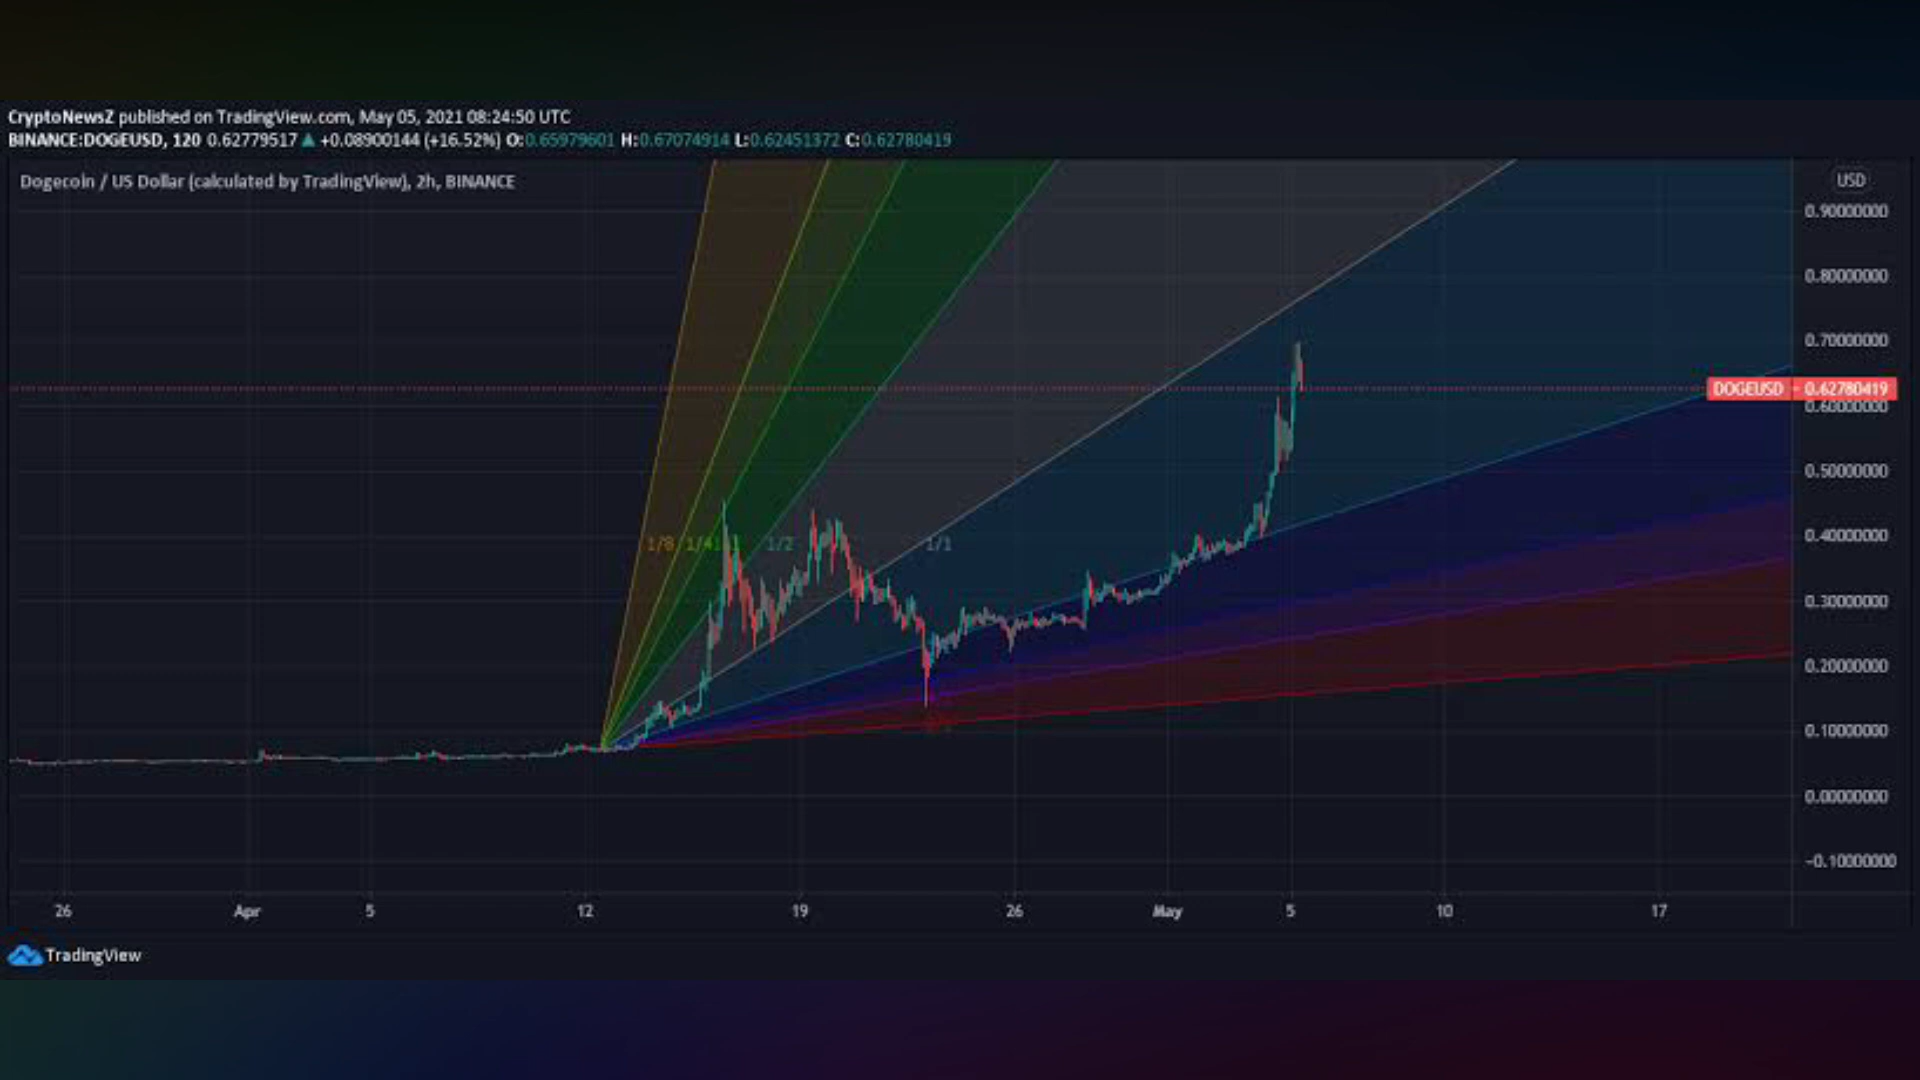 CryptoNewsZ published on TradingView.com, May 05, 2021 08:24:50 UTC
BINANCE:DOGEUSD, 120 0.62779517 ▲ +0.08900144 (+16.52%) O:0.65979601 H:0.67074914 L:0.62451372 C:0.62780419
Dogecoin / US Dollar (calculated by TradingView), 2h, BINANCE
USD
0.90000000
0.80000000
0.70000000
DOGEUSD 0.62780419
0.60000000
0.50000000
1/8 1/4 1/2 1/1
0.40000000
0.30000000
0.20000000
0.10000000
0.00000000
-0.10000000
26 Apr 5 12 19 26 May 5 10 17
TradingView